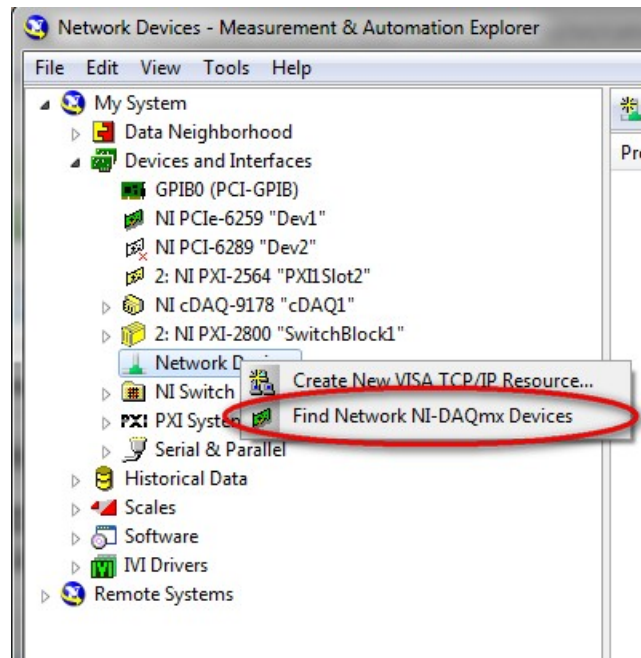 Network Devices - Measurement & Automation Explorer
File Edit View Tools Help
My System
Data Neighborhood
Devices and Interfaces
GPIB0 (PCI-GPIB)
NI PCIe-6259 "Dev1"
NI PCI-6289 "Dev2"
2: NI PXI-2564 "PXI1Slot2"
NI cDAQ-9178 "cDAQ1"
2: NI PXI-2800 "SwitchBlock1"
Network
Create New VISA TCP/IP Resource...
NI Switch
Find Network NI-DAQmx Devices
PXI PXI System
Serial & Parallel
Historical Data
Scales
Software
IVI Drivers
Remote Systems